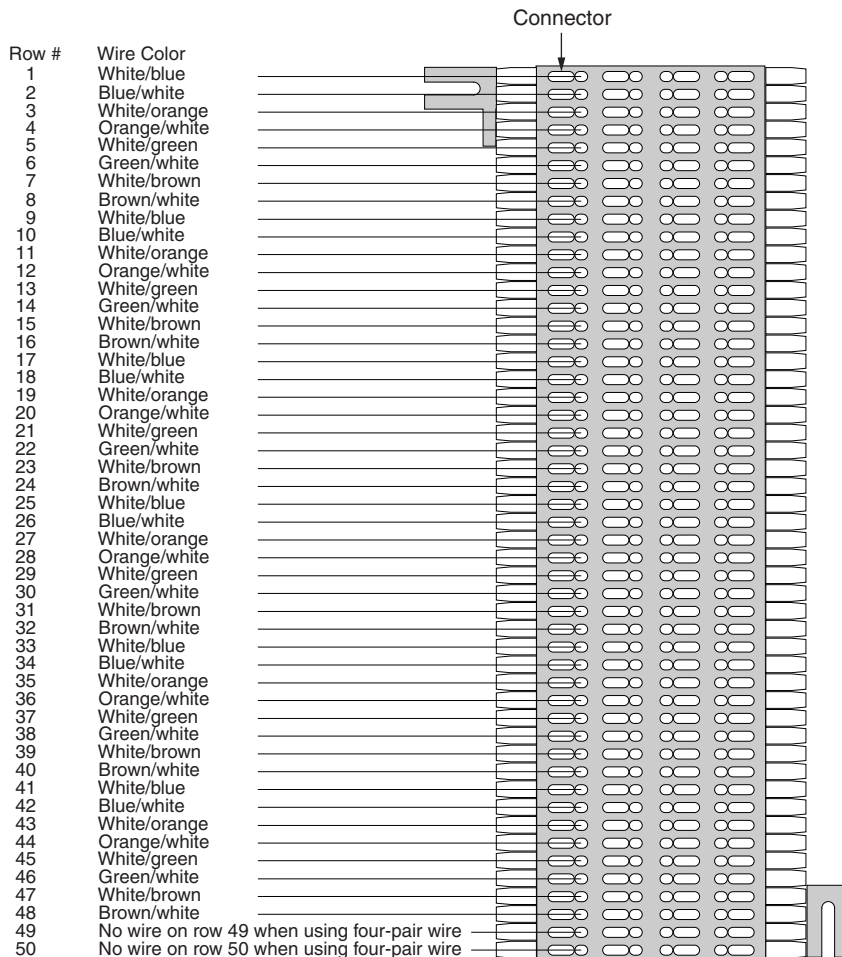 Connector
Row # Wire Color
1 White/blue
2 Blue/white
3 White/orange
4 Orange/white
5 White/green
6 Green/white
7 White/brown
8 Brown/white
9 White/blue
10 Blue/white
11 White/orange
12 Orange/white
13 White/green
14 Green/white
15 White/brown
16 Brown/white
17 White/blue
18 Blue/white
19 White/orange
20 Orange/white
21 White/green
22 Green/white
23 White/brown
24 Brown/white
25 White/blue
26 Blue/white
27 White/orange
28 Orange/white
29 White/green
30 Green/white
31 White/brown
32 Brown/white
33 White/blue
34 Blue/white
35 White/orange
36 Orange/white
37 White/green
38 Green/white
39 White/brown
40 Brown/white
41 White/blue
42 Blue/white
43 White/orange
44 Orange/white
45 White/green
46 Green/white
47 White/brown
48 Brown/white
49 No wire on row 49 when using four-pair wire
50 No wire on row 50 when using four-pair wire